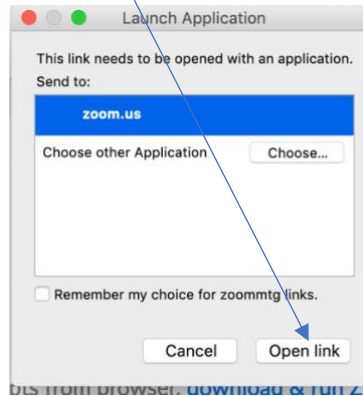 Launch Application
This link needs to be opened with an application.
Send to:
zoom.us
Choose other Application Choose...
Remember my choice for zoommtg links.
Cancel Open link
from browser, download & run